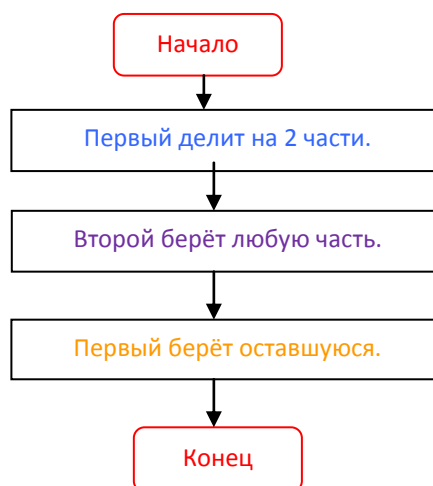 Начало
Первый делит на 2 части.
Второй берёт любую часть.
Первый берёт оставшуюся.
Конец